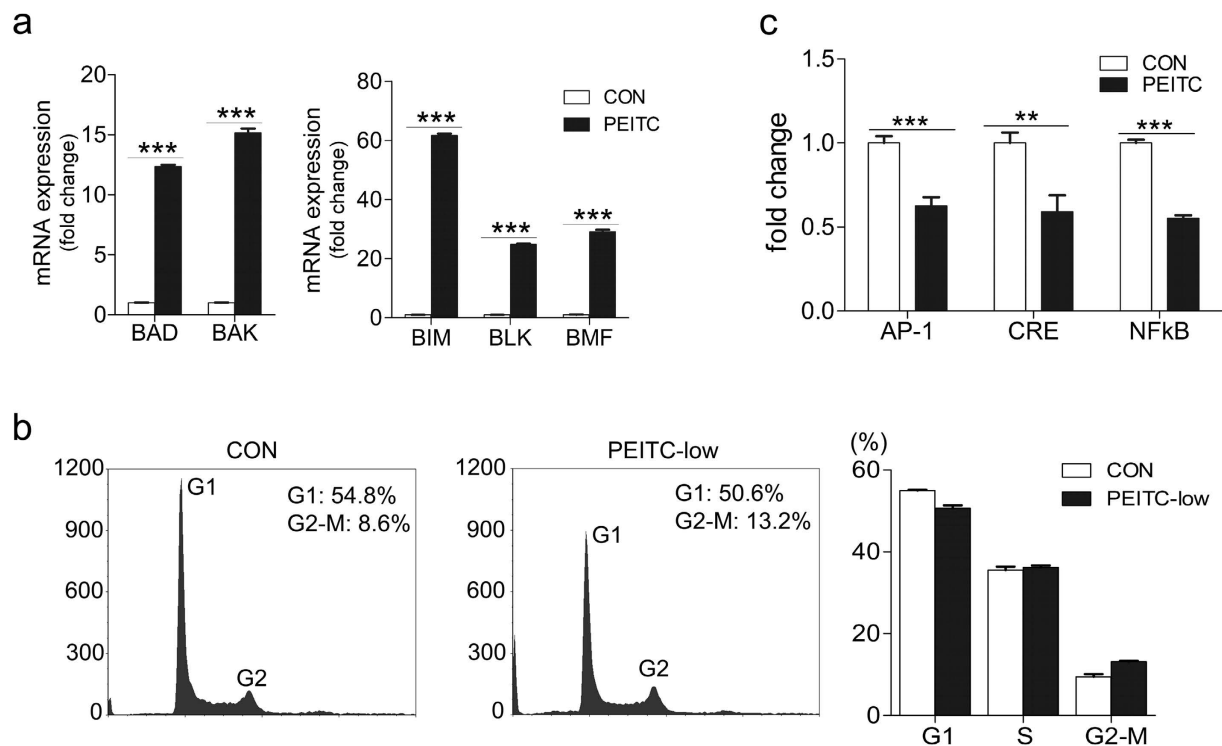 a
mRNA expression
(fold change)
20
15
10
5
0
***
***
BAD BAK
mRNA expression
(fold change)
80
60
40
20
0
***
***
***
BIM BLK BMF
CON
PEITC
c
fold change
1.5
1.0
0.5
0.0
CON
PEITC
***
**
***
AP-1 CRE NFkB
b
CON
1200
900
600
300
0
G1
G2
G1: 54.8%
G2-M: 8.6%
PEITC-low
1200
900
600
300
0
G1
G2
G1: 50.6%
G2-M: 13.2%
(%)
60
40
20
0
CON
PEITC-low
G1 S G2-M